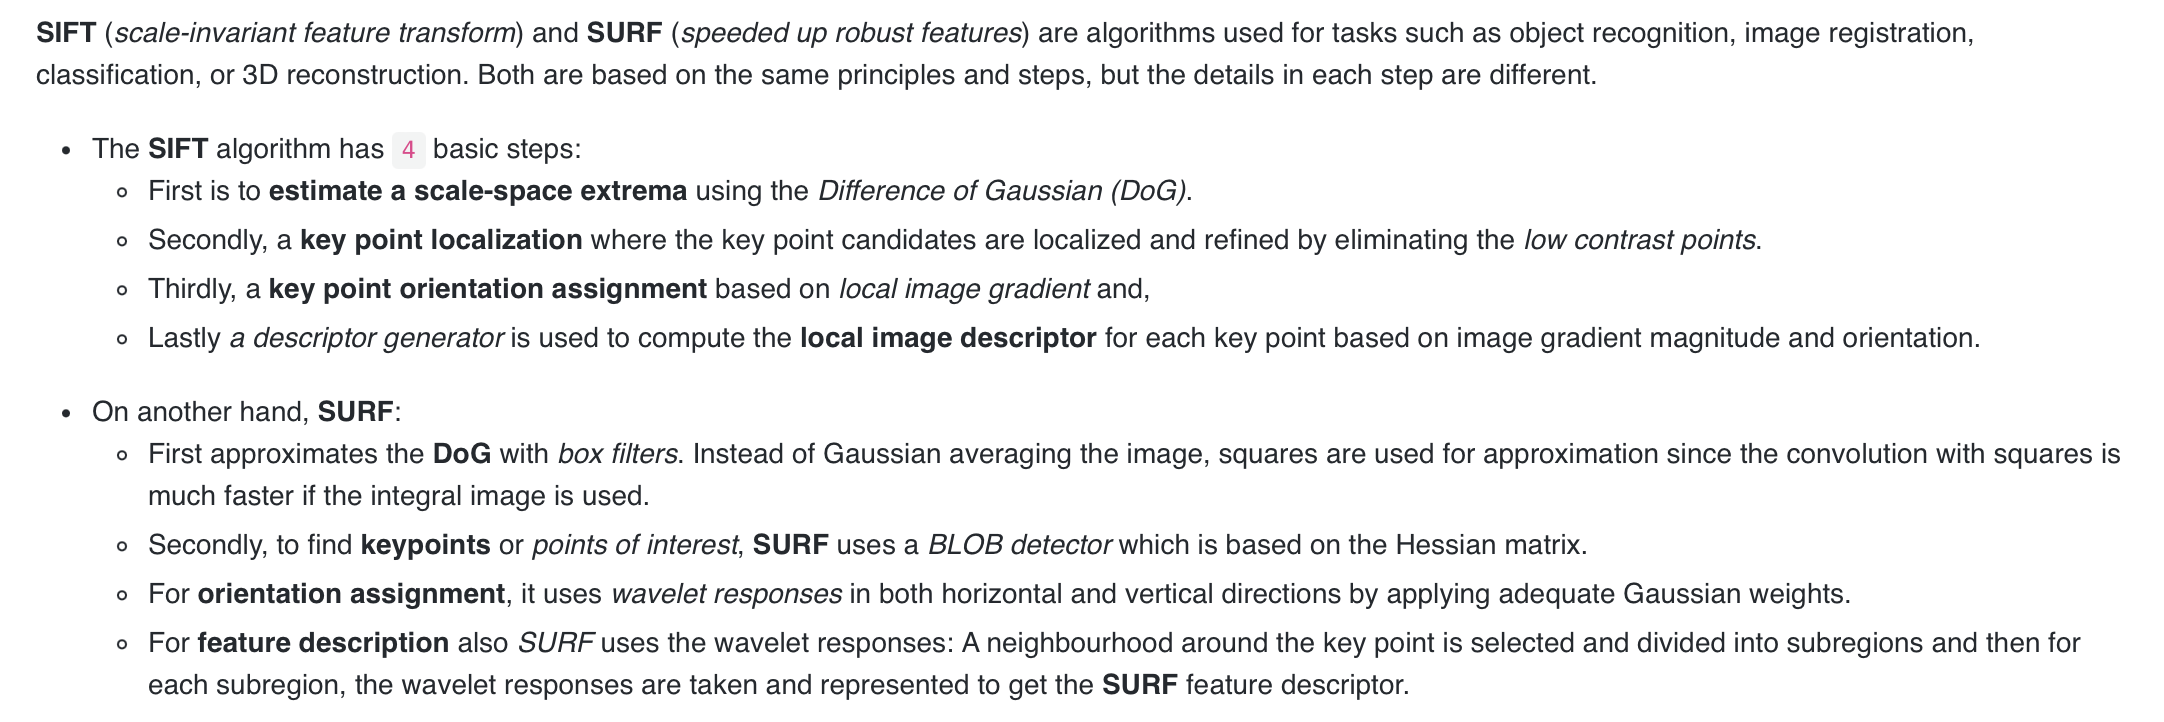 SIFT (scale-invariant feature transform) and SURF (speeded up robust features) are algorithms used for tasks such as object recognition, image registration,
classification, or 3D reconstruction. Both are based on the same principles and steps, but the details in each step are different.
• The SIFT algorithm has 4 basic steps:
◦ First is to estimate a scale-space extrema using the Difference of Gaussian (DoG).
◦ Secondly, a key point localization where the key point candidates are localized and refined by eliminating the low contrast points.
◦ Thirdly, a key point orientation assignment based on local image gradient and,
◦ Lastly a descriptor generator is used to compute the local image descriptor for each key point based on image gradient magnitude and orientation.
• On another hand, SURF:
◦ First approximates the DoG with box filters. Instead of Gaussian averaging the image, squares are used for approximation since the convolution with squares is
much faster if the integral image is used.
◦ Secondly, to find keypoints or points of interest, SURF uses a BLOB detector which is based on the Hessian matrix.
◦ For orientation assignment, it uses wavelet responses in both horizontal and vertical directions by applying adequate Gaussian weights.
◦ For feature description also SURF uses the wavelet responses: A neighbourhood around the key point is selected and divided into subregions and then for
each subregion, the wavelet responses are taken and represented to get the SURF feature descriptor.